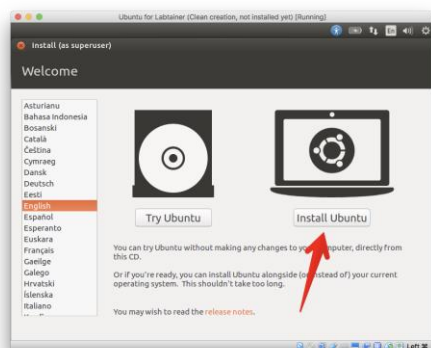 Ubuntu for Labtainer (Clean creation, not installed yet) [Running]
En
Install (as superuser)
Welcome
Asturianu
Bahasa Indonesia
Bosanski
Català
Čeština
Cymraeg
Dansk
Deutsch
Eesti
English
Español
Esperanto
Euskara
Français
Gaeilge
Galego
Hrvatski
Íslenska
Italiano
Try Ubuntu
Install Ubuntu
You can try Ubuntu without making any changes to your computer, directly from
this CD.
Or if you're ready, you can install Ubuntu alongside (or instead of) your current
operating system. This shouldn't take too long.
You may wish to read the release notes.
Left ⌘